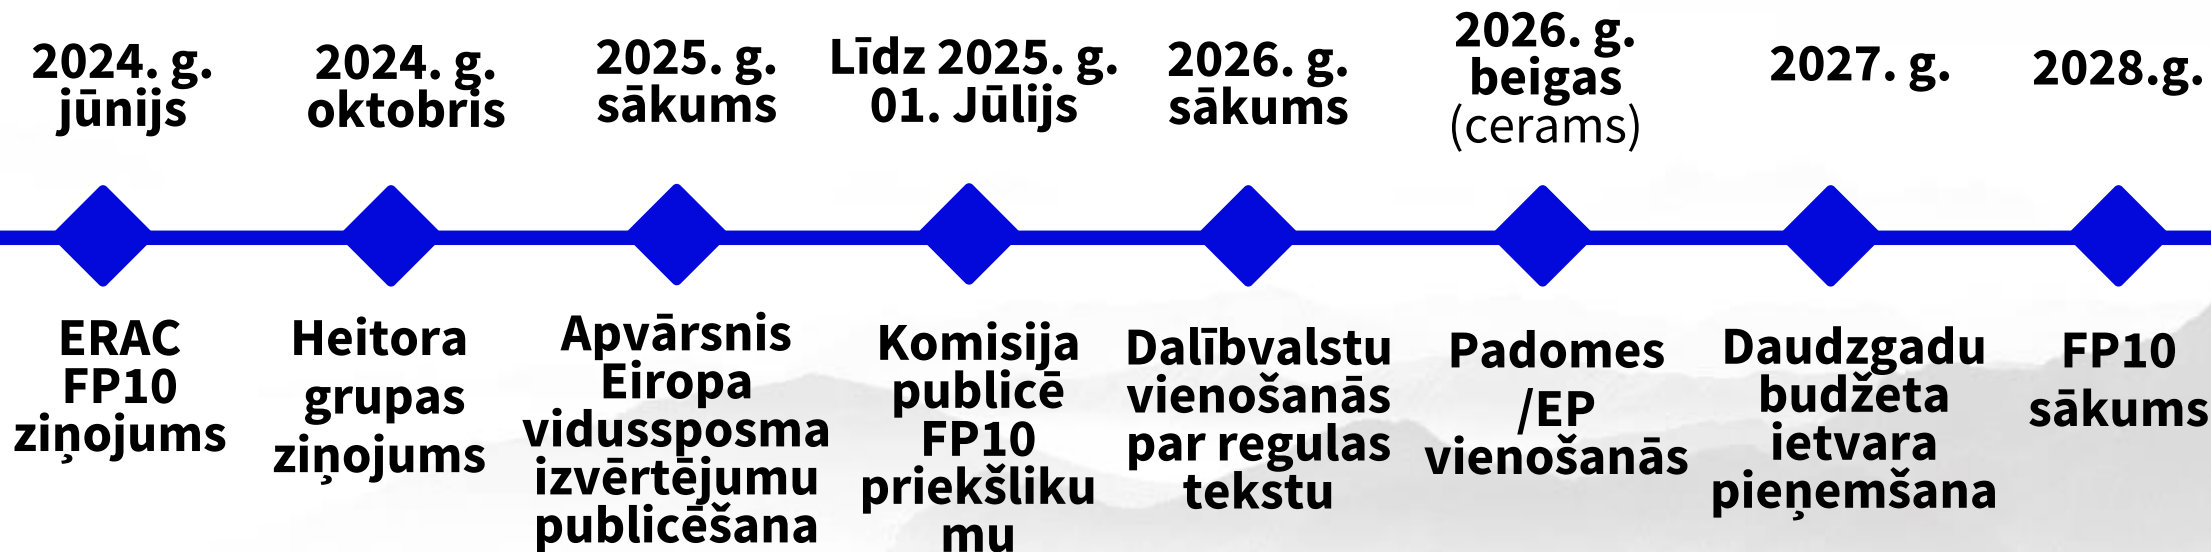 2024. g.
jūnijs
2024. g.
oktobris
2025. g.
sākums
Līdz 2025. g.
01. Jūlijs
2026. g.
sākums
2026. g.
beigas
(cerams)
2027. g.
2028.g.
ERAC
FP10
ziņojums
Heitora
grupas
ziņojums
Apvārsnis
Eiropa
vidussposma
izvērtējumu
publicēšana
Komisija
publicē
FP10
priekšliku
mu
Dalībvalstu
vienošanās
par regulas
tekstu
Padomes
/EP
vienošanās
Daudzgadu
budžeta
ietvara
pieņemšana
FP10
sākums